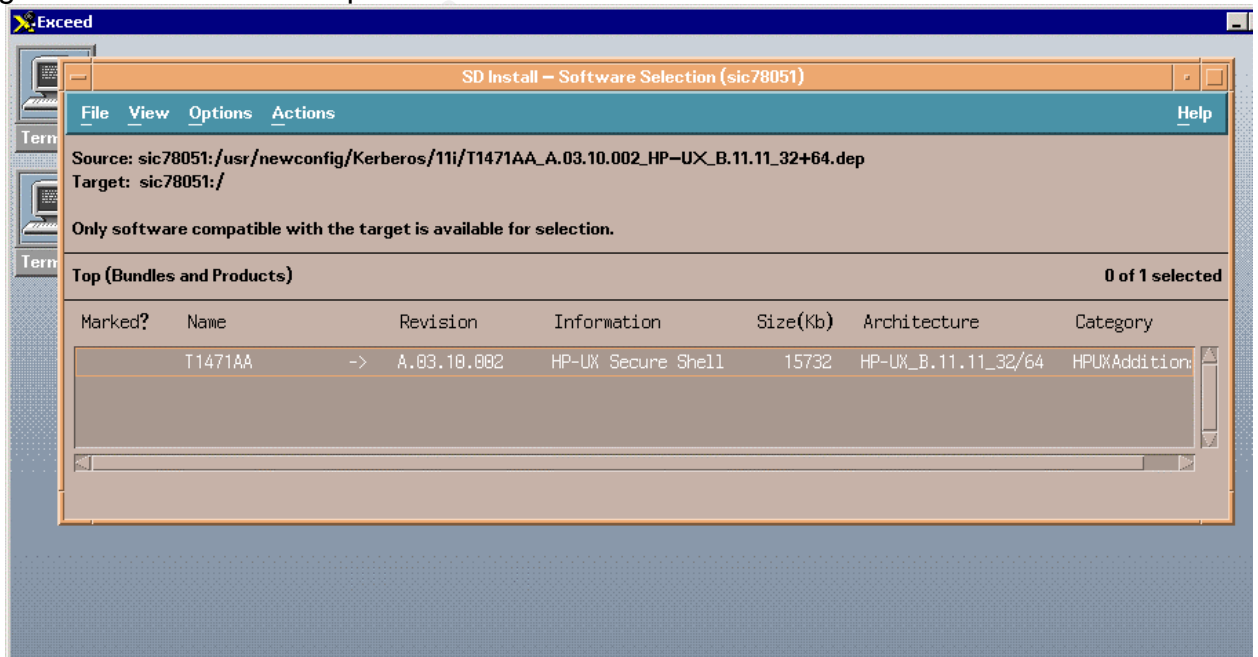 Exceed
SD Install – Software Selection (sic78051)
File View Options Actions Help
Source: sic78051:/usr/newconfig/Kerberos/11i/T1471AA_A.03.10.002_HP–UX_B.11.11_32+64.dep
Target: sic78051:/
Only software compatible with the target is available for selection.
Top (Bundles and Products) 0 of 1 selected
Marked? Name Revision Information Size(Kb) Architecture Category
T1471AA -> A.03.10.002 HP-UX Secure Shell 15732 HP-UX_B.11.11_32/64 HPUXAddition
Term
Term